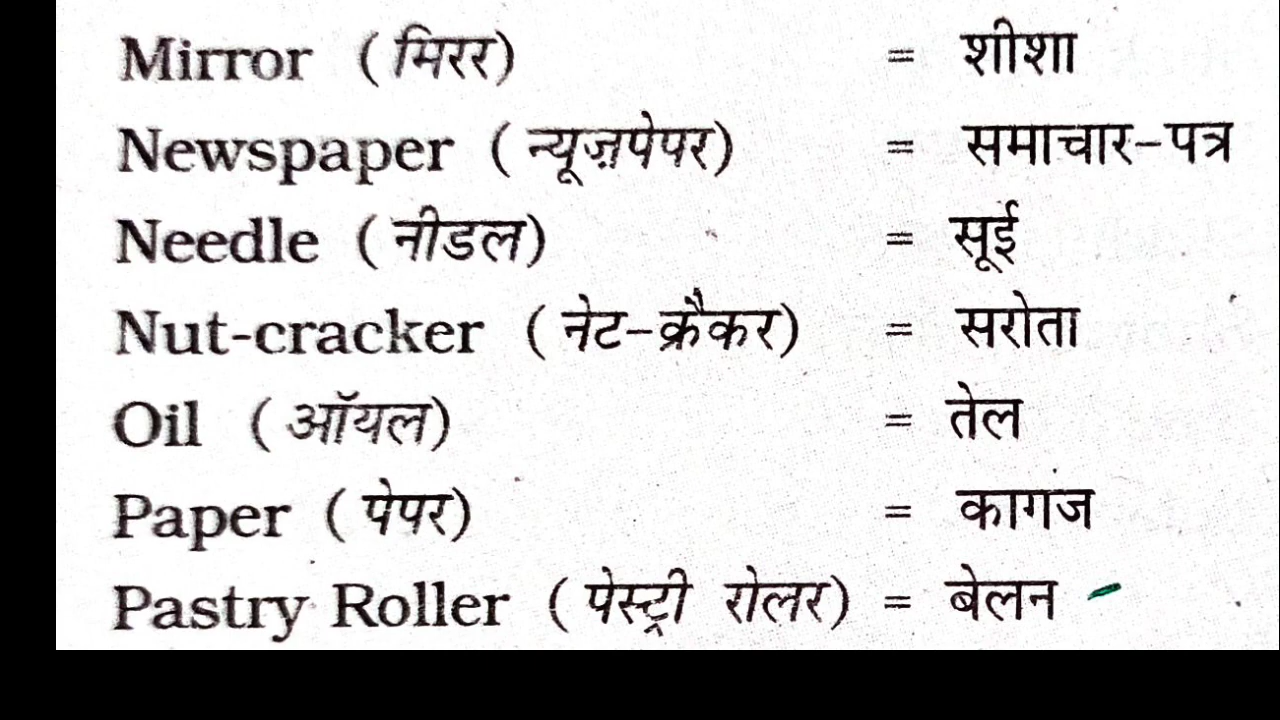 Mirror (मिरर) = शीशा
Newspaper (न्यूज़पेपर) = समाचार-पत्र
Needle (नीडल) = सूई
Nut-cracker (नेट-क्रैकर) = सरोता
Oil (ऑयल) = तेल
Paper (पेपर) = कागज
Pastry Roller (पेस्ट्री रोलर) = बेलन